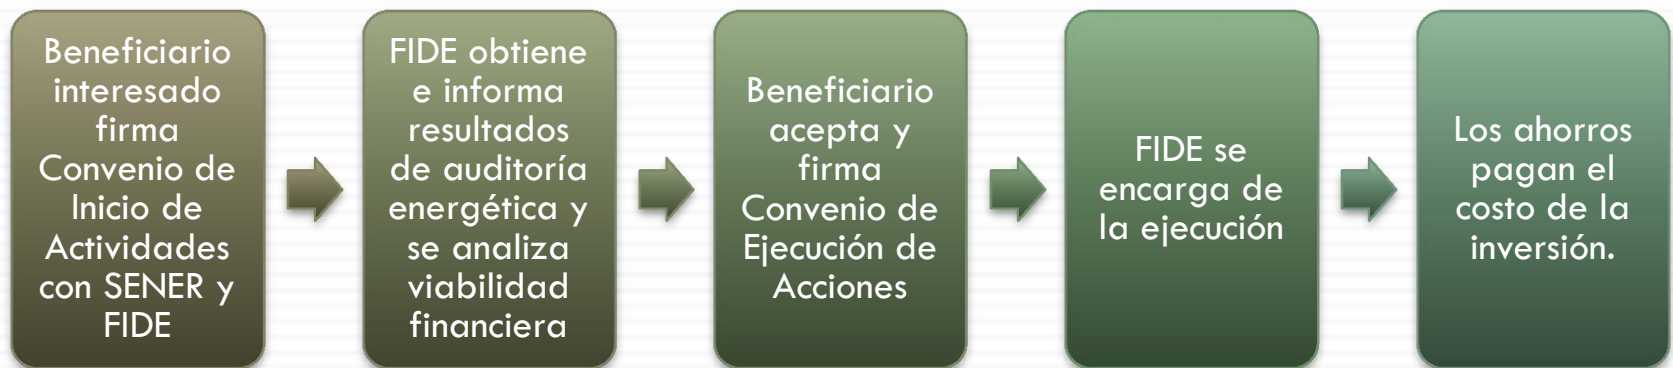 Beneficiario
interesado
firma
Convenio de
Inicio de
Actividades
con SENER y
FIDE
FIDE obtiene
e informa
resultados
de auditoría
energética y
se analiza
viabilidad
financiera
Beneficiario
acepta y
firma
Convenio de
Ejecución de
Acciones
FIDE se
encarga de
la ejecución
Los ahorros
pagan el
costo de la
inversión.